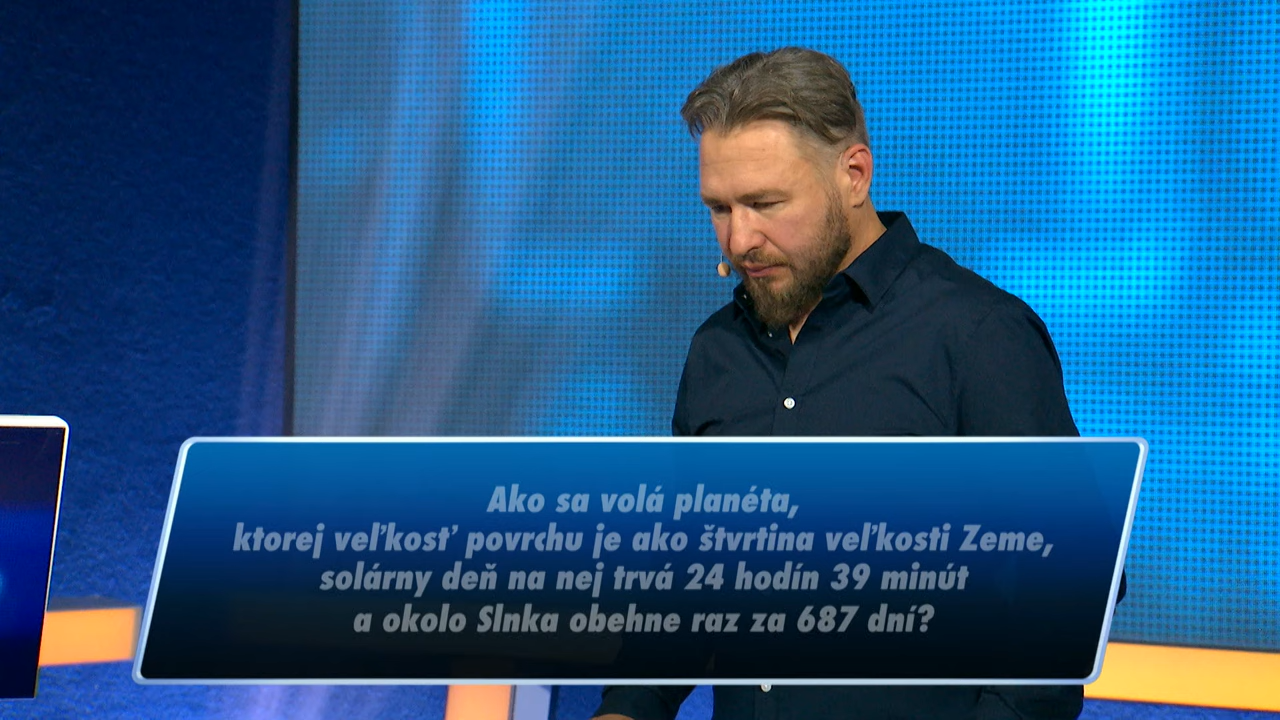 Ako sa volá planéta,
ktorej veľkosť povrchu je ako štvrtina veľkosti Zeme,
solárny deň na nej trvá 24 hodín 39 minút
a okolo Slnka obehne raz za 687 dní?